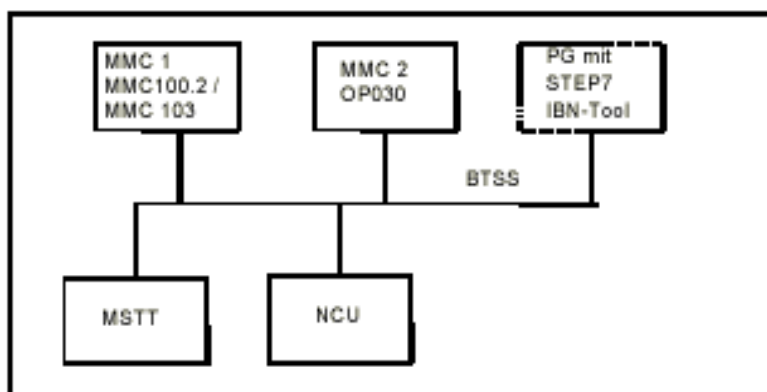 MMC 1
MMC100.2 /
MMC 103
MMC 2
OP030
PG mit
STEP7
IBN-Tool
BTSS
MSTT
NCU